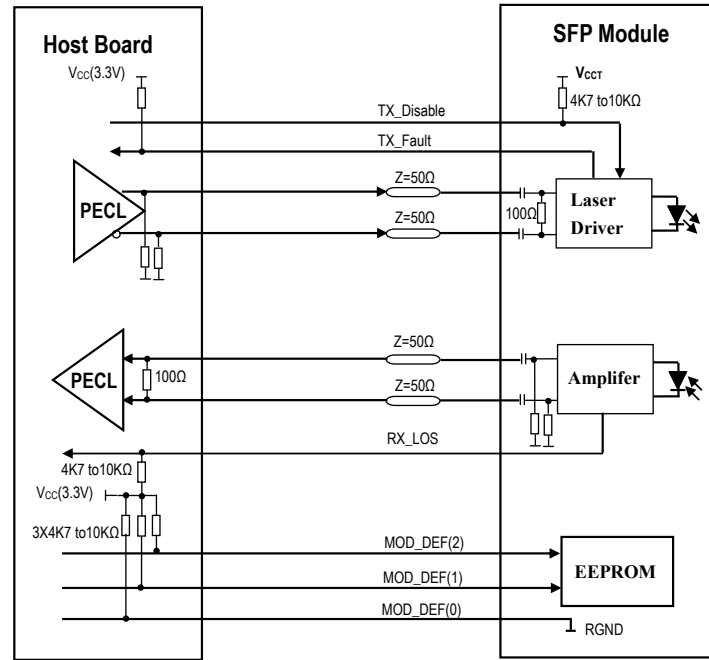 Host Board
SFP Module
Vcc(3.3V)
VCCT
4K7 to10KΩ
TX_Disable
TX_Fault
Z=50Ω
PECL
100Ω
Laser
Driver
Z=50Ω
Z=50Ω
PECL
100Ω
Amplifer
Z=50Ω
RX_LOS
4K7 to10KΩ
Vcc(3.3V)
3X4K7 to10KΩ
MOD_DEF(2)
EEPROM
MOD_DEF(1)
MOD_DEF(0)
RGND